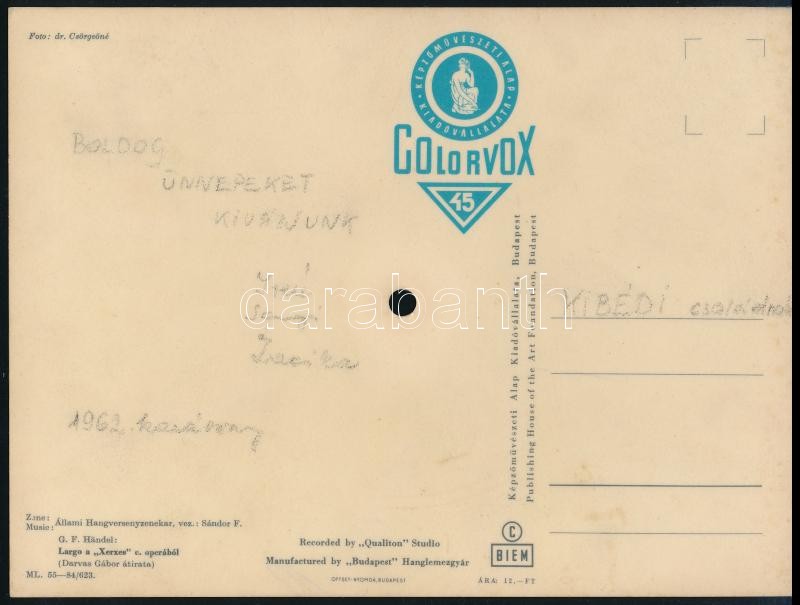 Foto: dr. Csörgeöné
KÉPZŐMŰVÉSZETI ALAP
KIADÓVÁLLALATA
COLORVOX
45
BOLDOG
ÜNNEPEKET
KIVÁNUNK
darabanth
KIBÉDI családnak
1962. karácsony
Képzőművészeti Alap Kiadóvállalata, Budapest
Publishing House of the Art Foundation, Budapest
Zene: Music: Állami Hangversenyzenekar, vez.: Sándor F.
G. F. Händel:
Largo a „Xerxes" c. operából
(Darvas Gábor átirata)
ML. 55—84/623.
Recorded by „Qualiton" Studio
Manufactured by „Budapest" Hanglemezgyár
OFFSET-NYOMDA, BUDAPEST
C
BIEM
ÁRA: 12,— FT